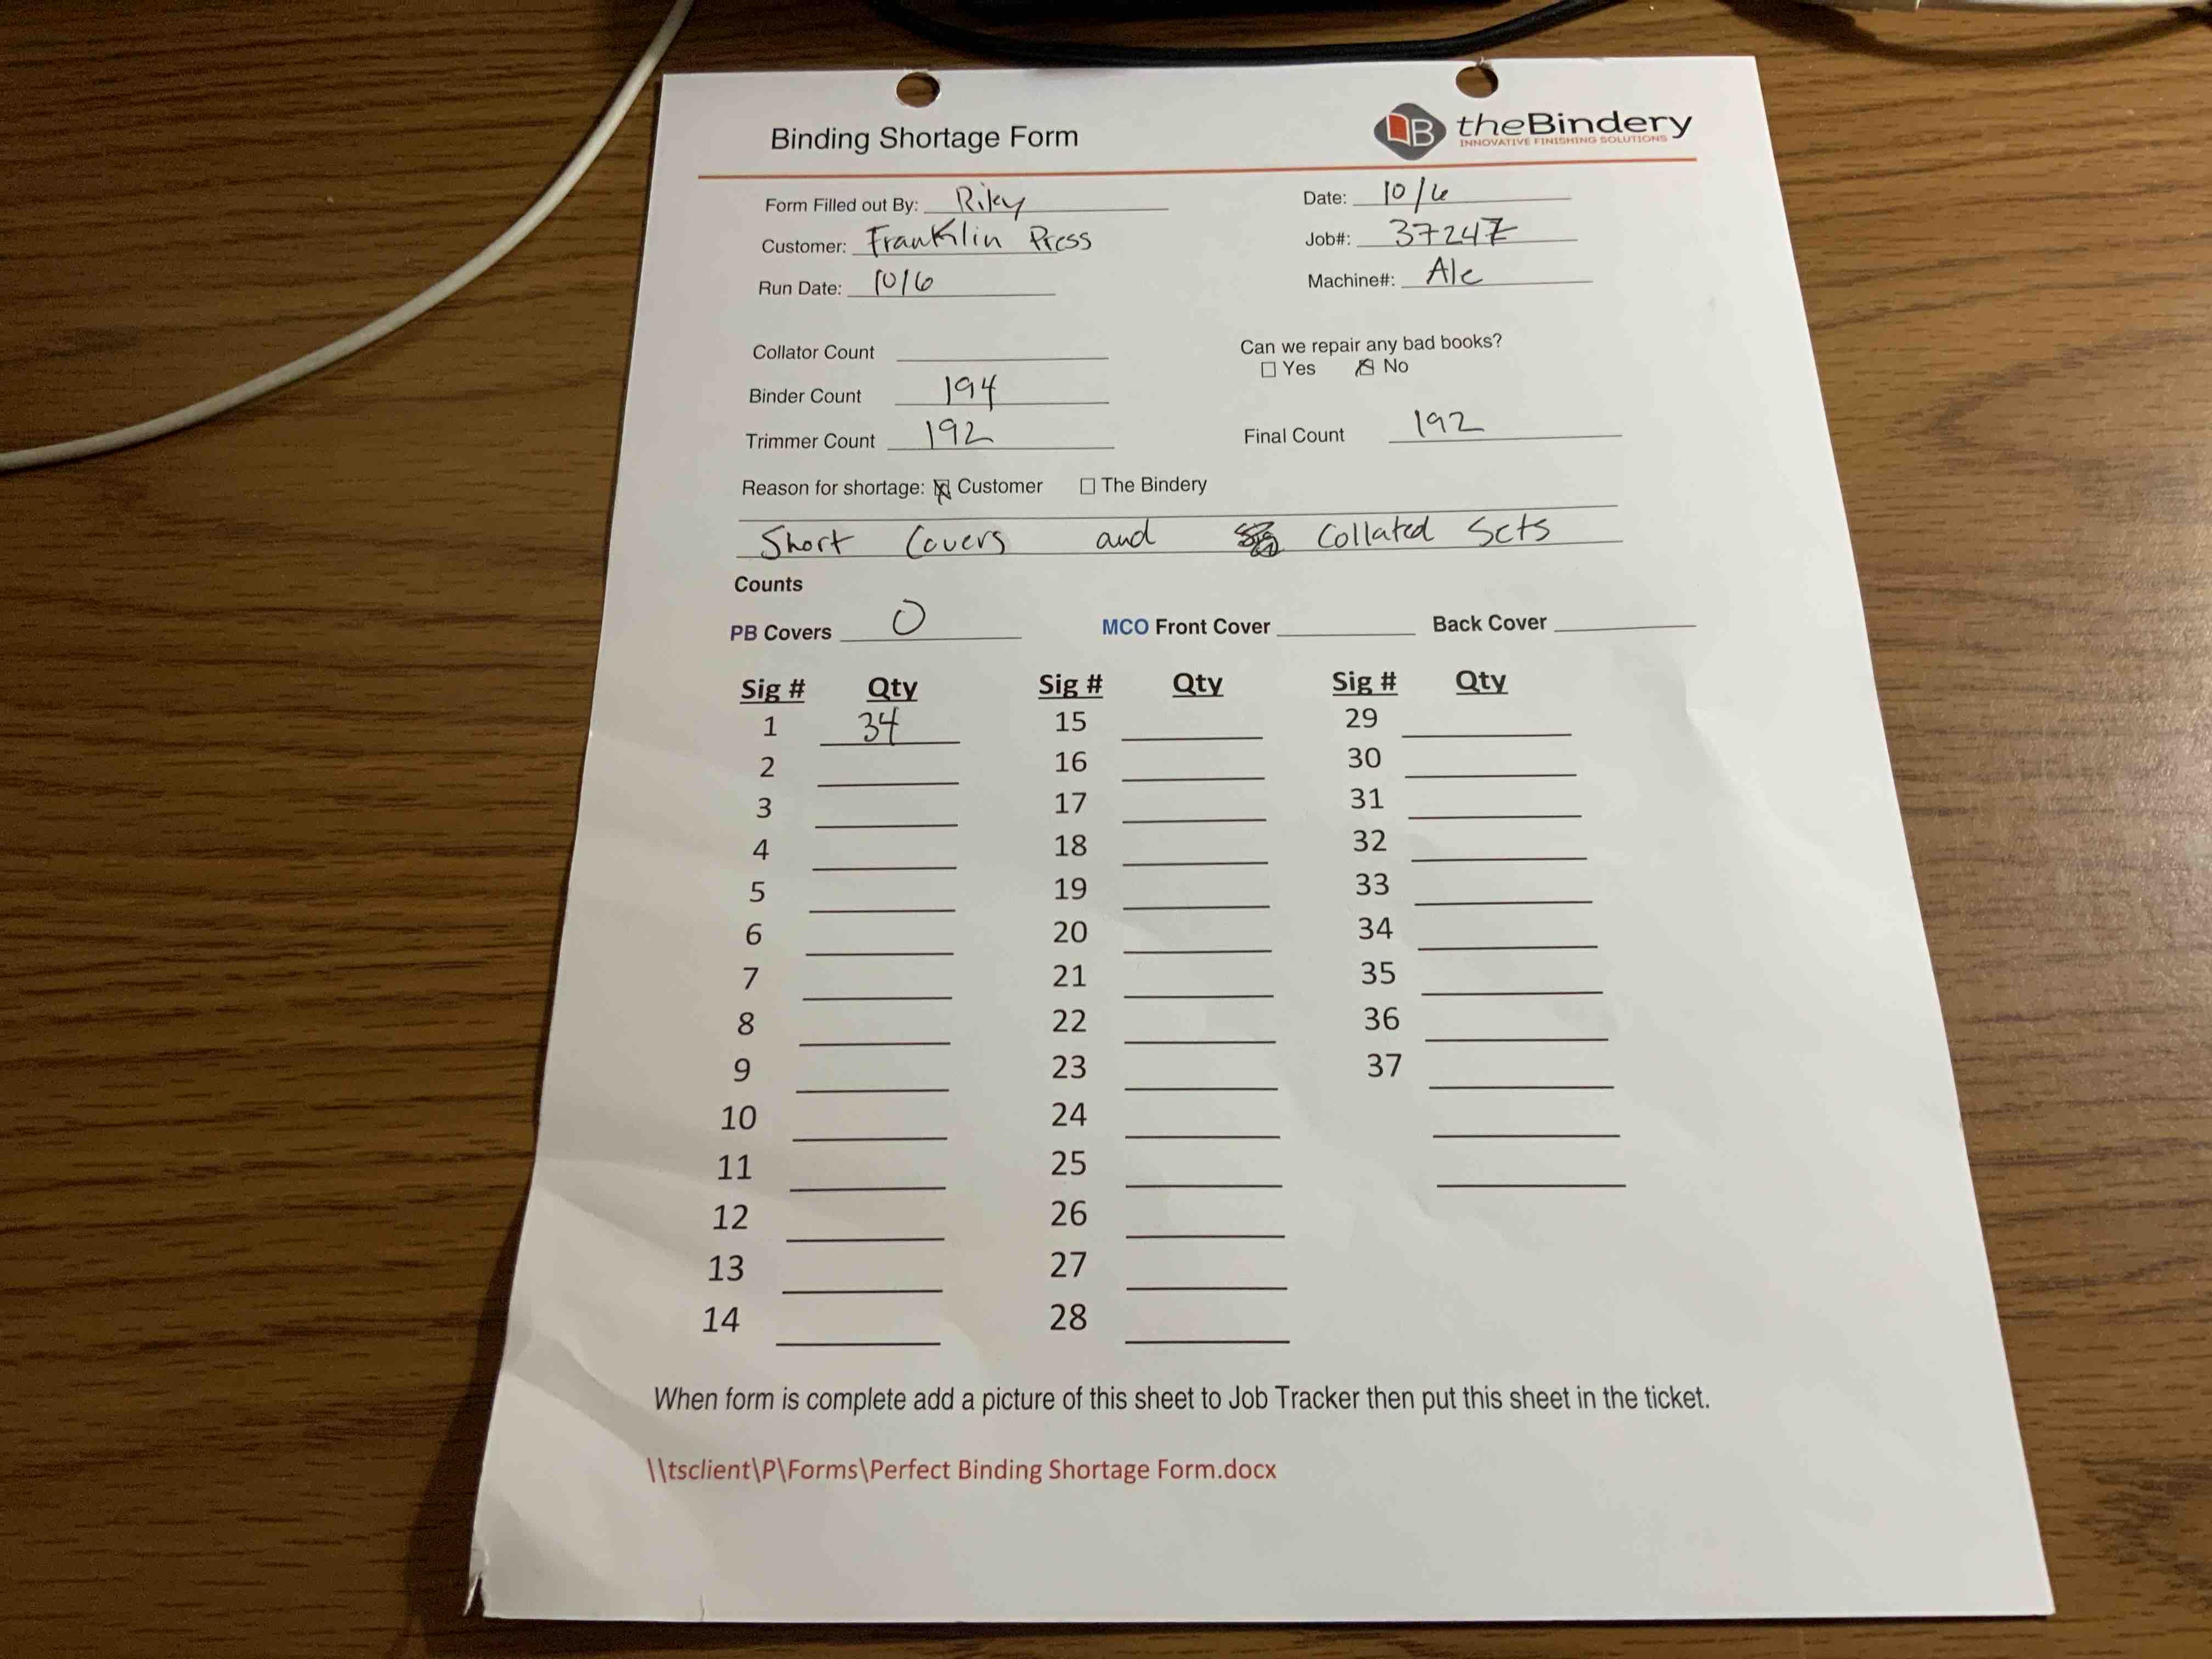 Binding Shortage Form
B theBindery
INNOVATIVE FINISHING SOLUTIONS
Form Filled out By: Riley Date: 10/6
Customer: Franklin Press Job#: 37247
Run Date: 10/6 Machine#: Ale
Collator Count Can we repair any bad books?
Yes No
Binder Count 194
Trimmer Count 192 Final Count 192
Reason for shortage: Customer The Bindery
Short Covers and Collated Sets
Counts
PB Covers 0 MCO Front Cover Back Cover
Sig # Qty Sig # Qty Sig # Qty
1 34 15 29
2 16 30
3 17 31
4 18 32
5 19 33
6 20 34
7 21 35
8 22 36
9 23 37
10 24
11 25
12 26
13 27
14 28
When form is complete add a picture of this sheet to Job Tracker then put this sheet in the ticket.
\\tsclient\P\Forms\Perfect Binding Shortage Form.docx